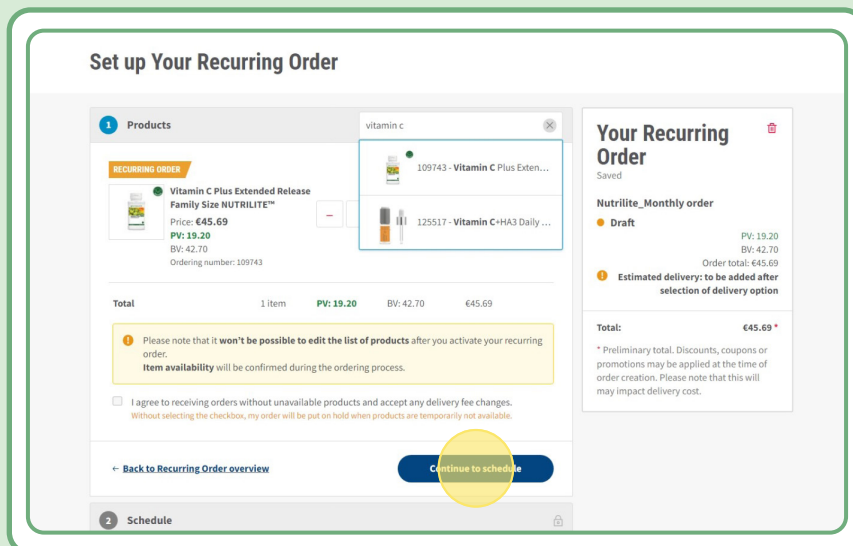 Set up Your Recurring Order
1 Products
vitamin c
109743 - Vitamin C Plus Exten...
125517 - Vitamin C+HA3 Daily ...
RECURRING ORDER
Vitamin C Plus Extended Release
Family Size NUTRILITE™
Price: €45.69
PV: 19.20
BV: 42.70
Ordering number: 109743
−
Total 1 item PV: 19.20 BV: 42.70 €45.69
Please note that it won't be possible to edit the list of products after you activate your recurring
order.
Item availability will be confirmed during the ordering process.
I agree to receiving orders without unavailable products and accept any delivery fee changes.
Without selecting the checkbox, my order will be put on hold when products are temporarily not available.
← Back to Recurring Order overview
Continue to schedule
2 Schedule
Your Recurring
Order
Saved
Nutrilite_Monthly order
Draft
PV: 19.20
BV: 42.70
Order total: €45.69
Estimated delivery: to be added after
selection of delivery option
Total: €45.69 *
* Preliminary total. Discounts, coupons or
promotions may be applied at the time of
order creation. Please note that this will
may impact delivery cost.